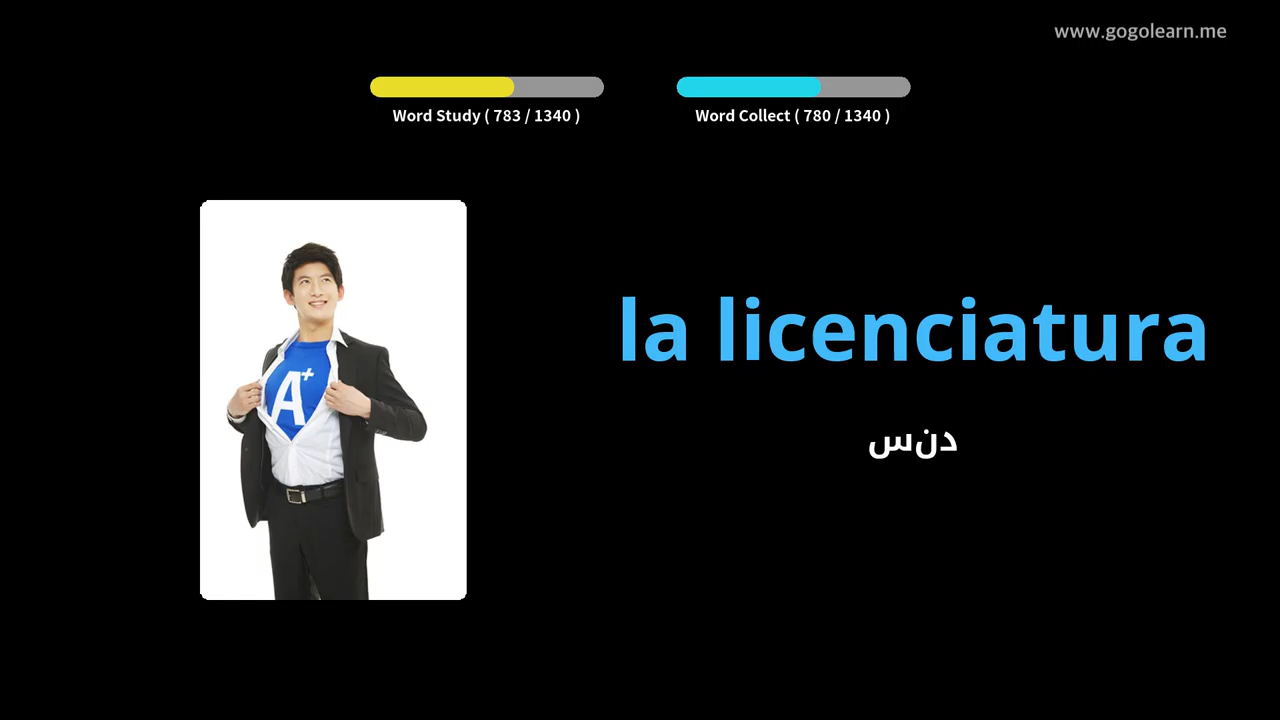 www.gogolearn.me
Word Study ( 783 / 1340 )
Word Collect ( 780 / 1340 )
A+
la licenciatura
دنس